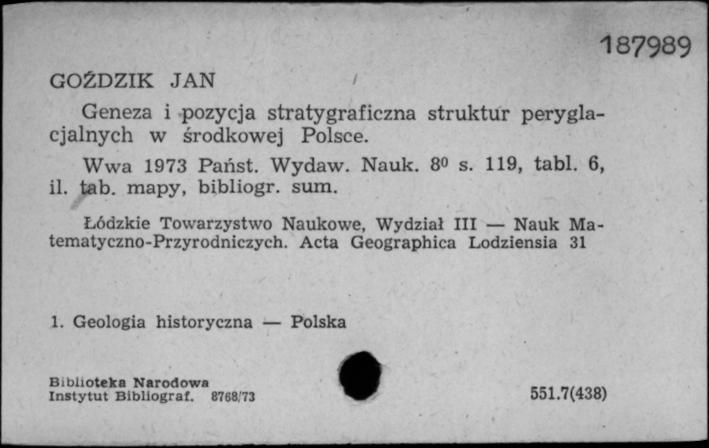 187989
GOŹDZIK JAN
Geneza i pozycja stratygraficzna struktur perygla-
cjalnych w środkowej Polsce.
Wwa 1973 Państ. Wydaw. Nauk. 8⁰ s. 119, tabl. 6,
il. tab. mapy, bibliogr. sum.
Łódzkie Towarzystwo Naukowe, Wydział III — Nauk Ma-
tematyczno-Przyrodniczych. Acta Geographica Lodziensia 31
1. Geologia historyczna — Polska
Biblioteka Narodowa
Instytut Bibliograf. 8768/73
551.7(438)